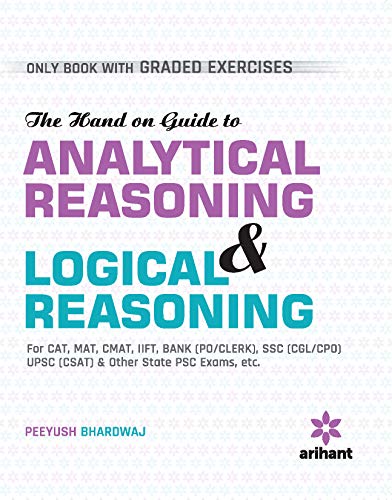 ONLY BOOK WITH GRADED EXERCISES
The Hand on Guide to
ANALYTICAL
REASONING
&
LOGICAL
REASONING
For CAT, MAT, CMAT, IIFT, BANK (PO/CLERK), SSC (CGL/CPO)
UPSC (CSAT) & Other State PSC Exams, etc.
PEEYUSH BHARDWAJ
arihant